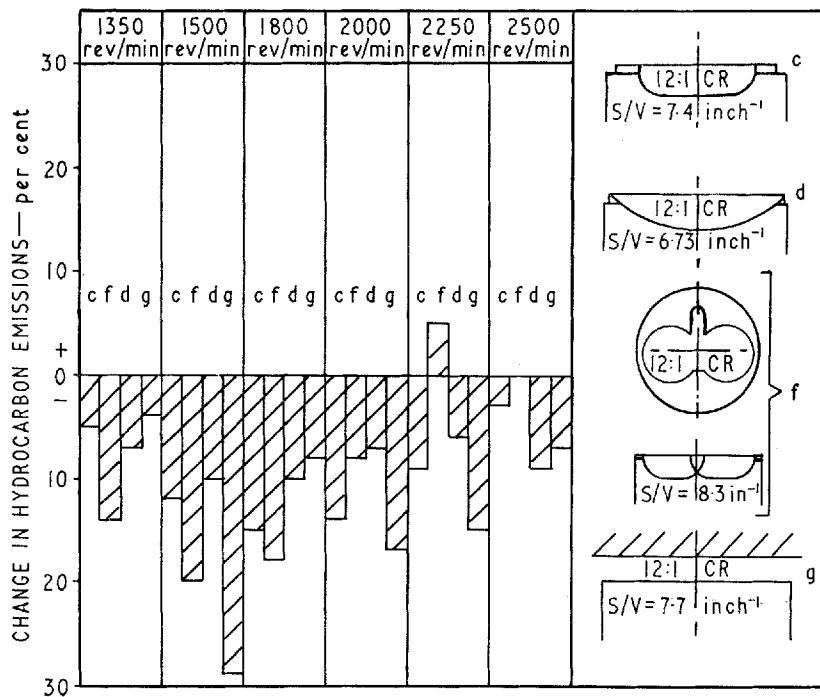 1350 1500 1800 2000 2250 2500
rev/min rev/min rev/min rev/min rev/min rev/min
30
20
10
+
0
−
10
20
30
CHANGE IN HYDROCARBON EMISSIONS — per cent
c f d g c f d g c f d g c f d g c f d g c f d g
c
12:1 CR
S/V = 7·4 inch⁻¹
d
12:1 CR
S/V = 6·73 inch⁻¹
12:1 CR
f
S/V = 8·3 in⁻¹
12:1 CR
g
S/V = 7·7 inch⁻¹